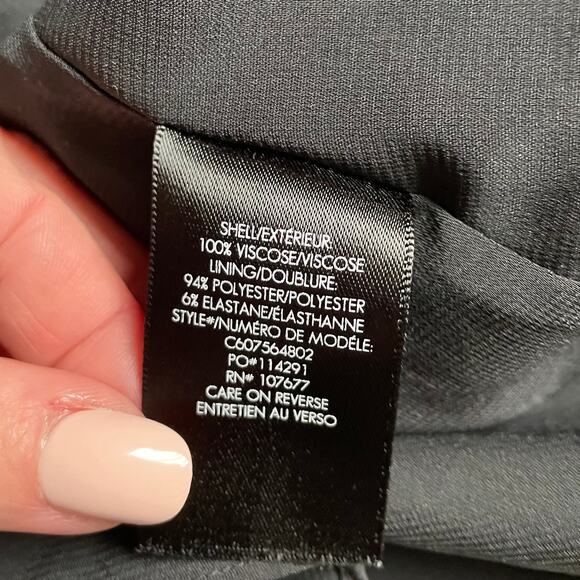 SHELL/EXTÉRIEUR:
100% VISCOSE/VISCOSE
LINING/DOUBLURE:
94% POLYESTER/POLYESTER
6% ELASTANE/ÉLASTHANNE
STYLE#/NUMÉRO DE MODÉLE:
C607564802
PO# 114291
RN# 107677
CARE ON REVERSE
ENTRETIEN AU VERSO